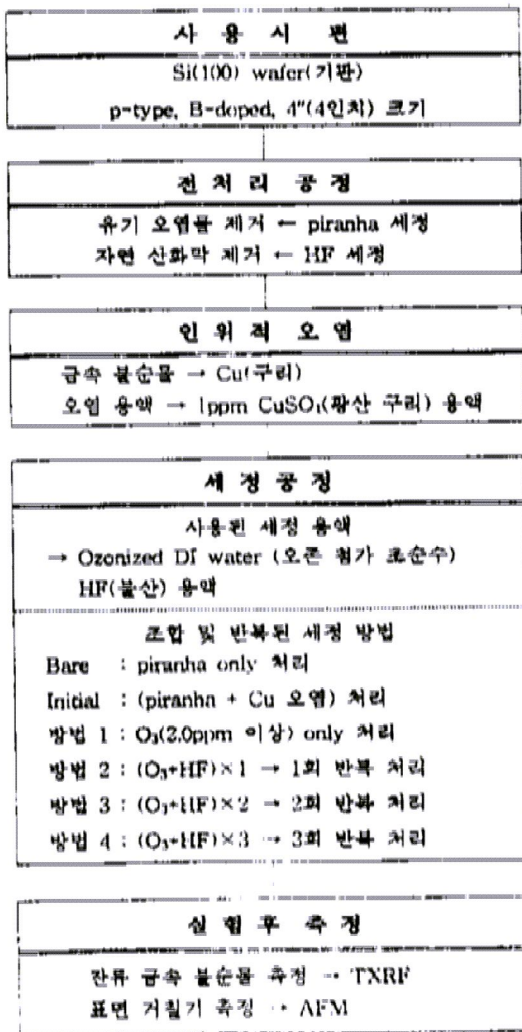 사 용 시 편
Si(100) wafer(기판)
p-type, B-doped, 4"(4인치) 크기
전 처 리 공 정
유기 오염물 제거 ← piranha 세정
자연 산화막 제거 ← HF 세정
인 위 적 오 염
금속 불순물 → Cu(구리)
오염 용액 → 1ppm CuSO₄(황산 구리) 용액
세 정 공 정
사용된 세정 용액
→ Ozonized DI water (오존 첨가 초순수)
HF(불산) 용액
조합 및 반복된 세정 방법
Bare : piranha only 처리
Initial : (piranha + Cu 오염) 처리
방법 1 : O₃(2.0ppm 이상) only 처리
방법 2 : (O₃+HF)×1 → 1회 반복 처리
방법 3 : (O₃+HF)×2 → 2회 반복 처리
방법 4 : (O₃+HF)×3 → 3회 반복 처리
실 험 후 측 정
잔류 금속 불순물 측정 → TXRF
표면 거칠기 측정 → AFM